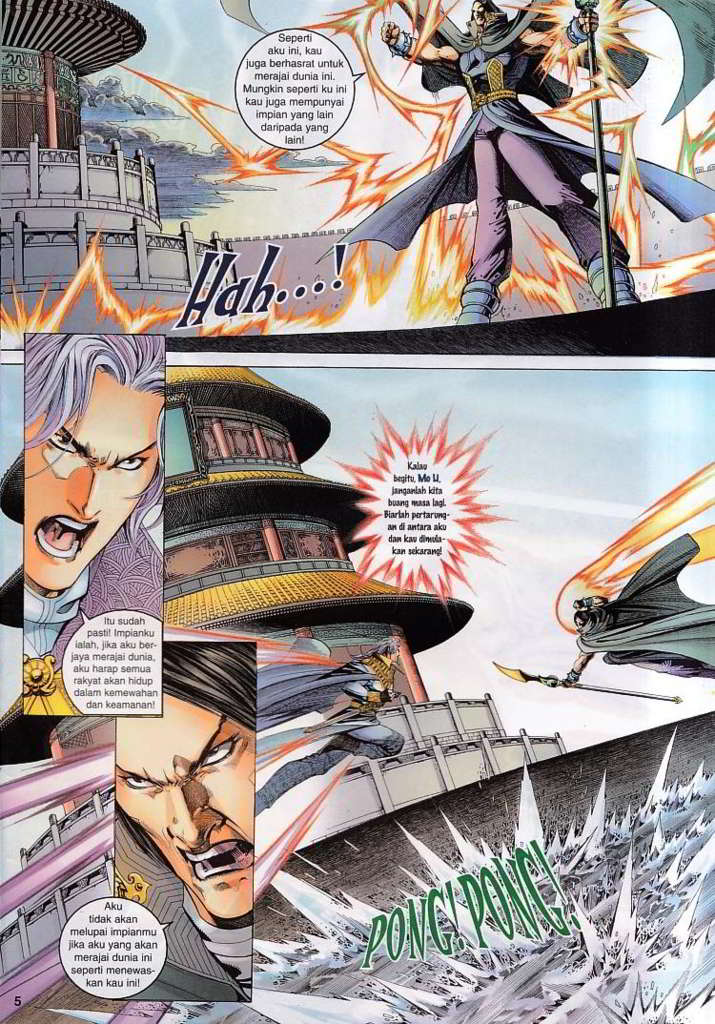 Seperti
aku ini, kau
juga berhasrat untuk
merajai dunia ini.
Mungkin seperti ku ini
kau juga mempunyai
impian yang lain
daripada yang
lain!
Hah...!
Kalau
begitu, Mo U,
janganlah kita
buang masa lagi.
Biarlah pertarung-
an di antara aku
dan kau dimula-
kan sekarang!
Itu sudah
pasti! Impianku
ialah, jika aku ber-
jaya merajai dunia,
aku harap semua
rakyat akan hidup
dalam kemewahan
dan keamanan!
Aku
tidak akan
melupai impianmu
jika aku yang akan
merajai dunia ini
seperti menewas-
kan kau ini!
PONG! PONG!
5